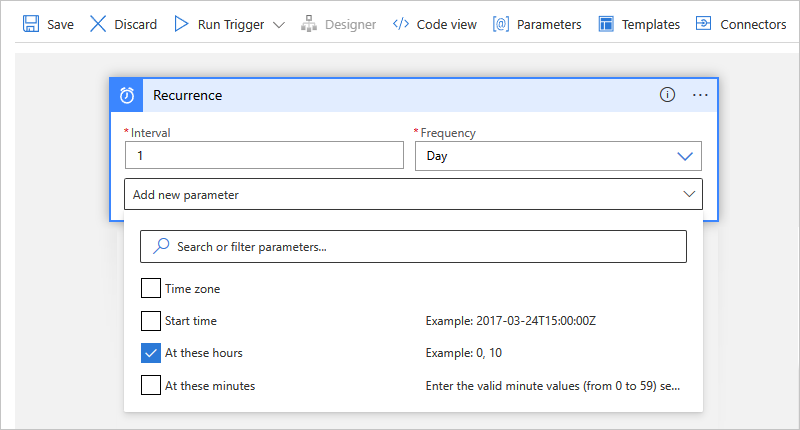 Save Discard Run Trigger Designer Code view Parameters Templates Connectors
Recurrence
*Interval *Frequency
1 Day
Add new parameter
Search or filter parameters...
Time zone
Start time Example: 2017-03-24T15:00:00Z
At these hours Example: 0, 10
At these minutes Enter the valid minute values (from 0 to 59) se...